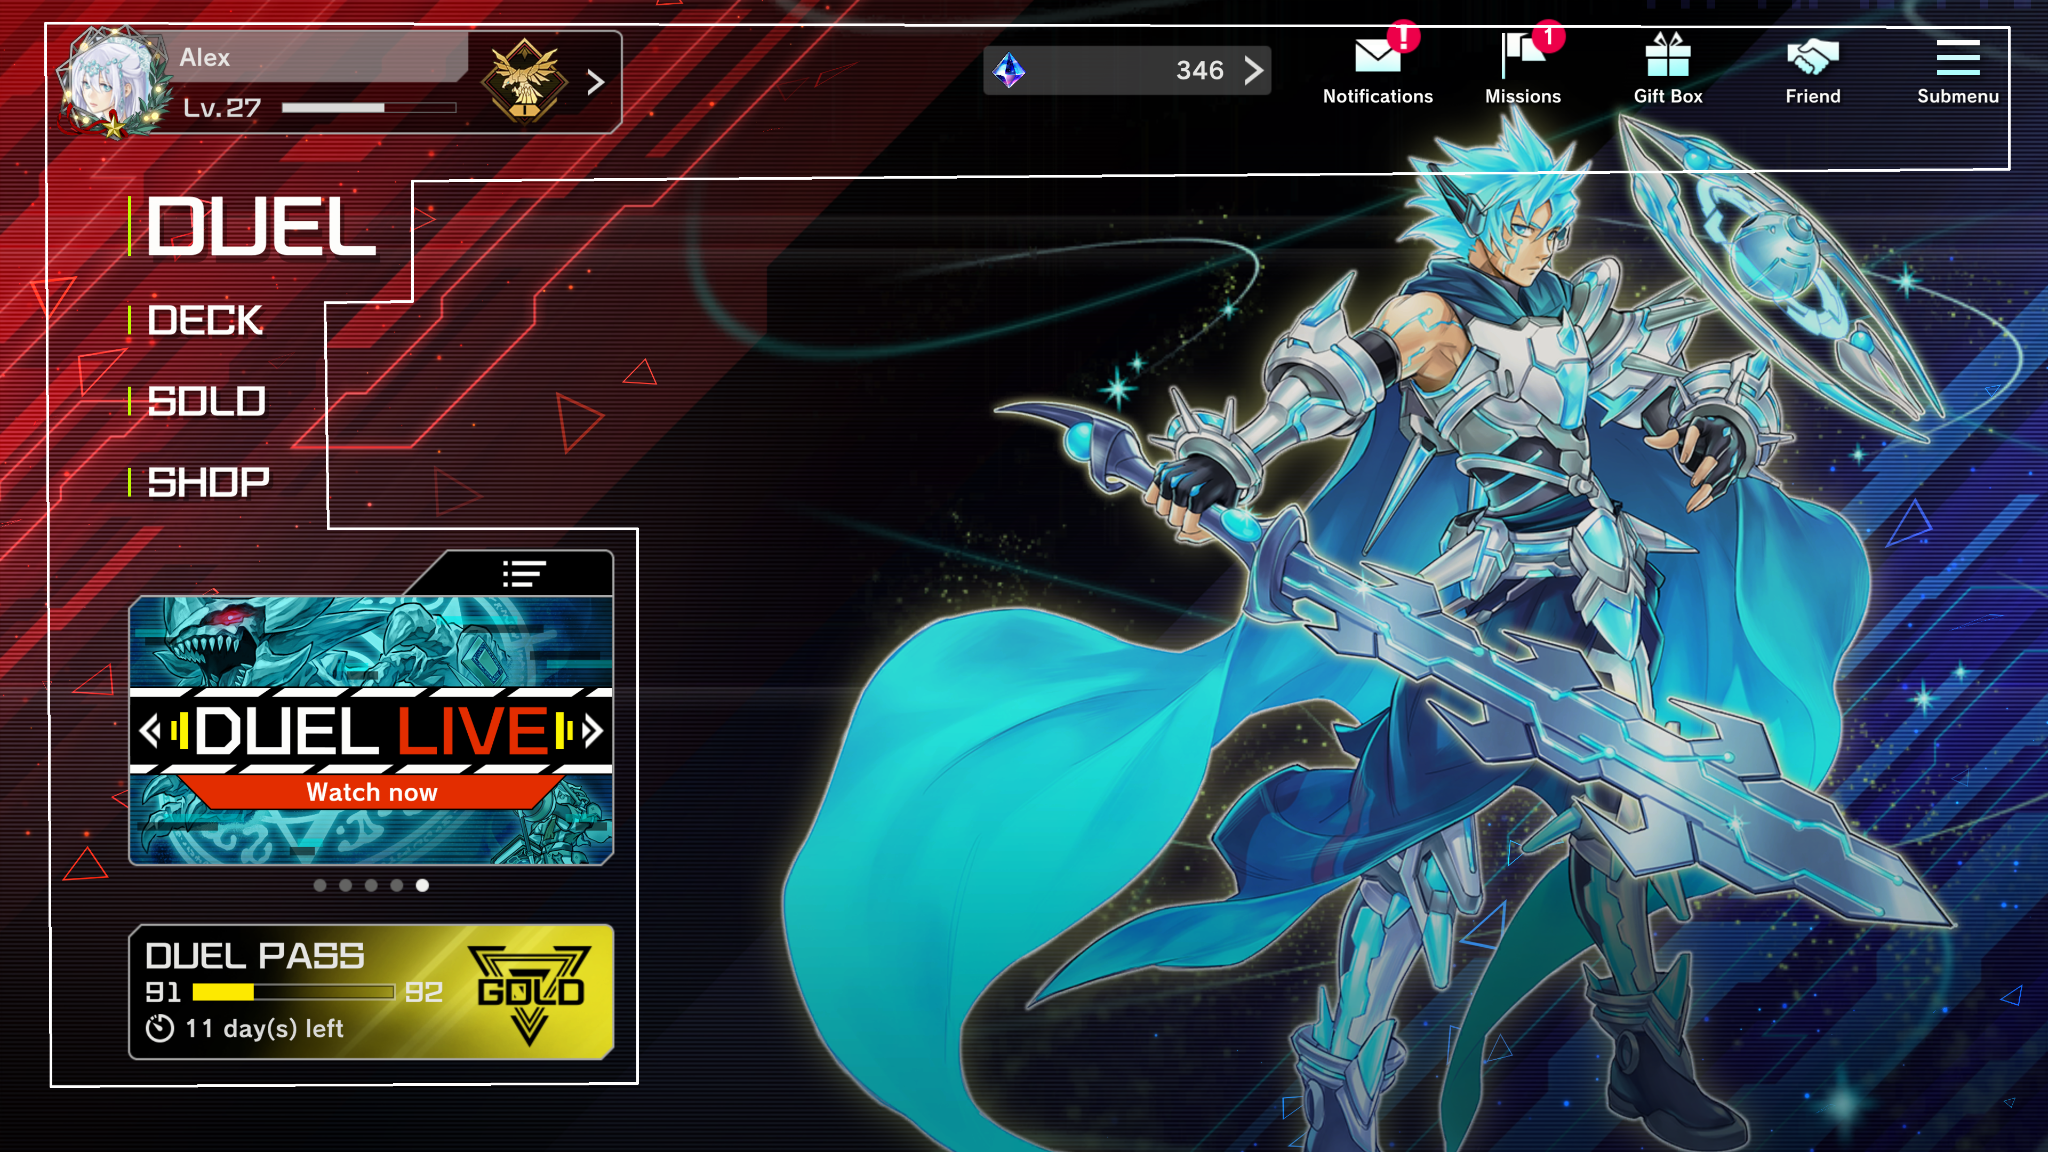 Alex
Lv.27
346
!
1
Notifications
Missions
Gift Box
Friend
Submenu
DUEL
DECK
SOLO
SHOP
DUEL LIVE
Watch now
DUEL PASS
91
92
11 day(s) left
GOLD